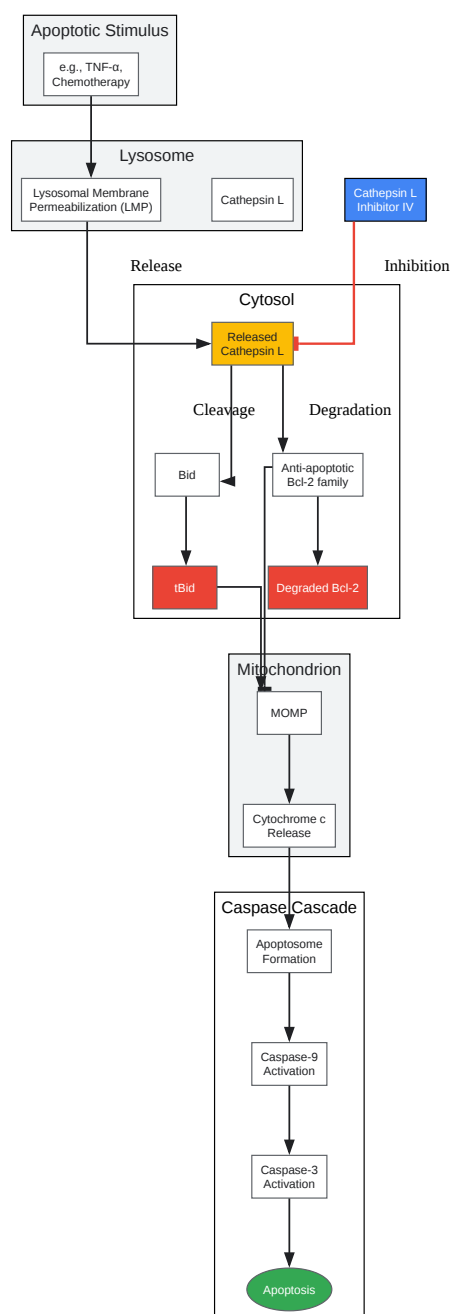 Apoptotic Stimulus
e.g., TNF-α,
Chemotherapy
Lysosome
Lysosomal Membrane
Permeabilization (LMP)
Cathepsin L
Cathepsin L
Inhibitor IV
Release
Inhibition
Cytosol
Released
Cathepsin L
Cleavage
Degradation
Bid
Anti-apoptotic
Bcl-2 family
tBid
Degraded Bcl-2
Mitochondrion
MOMP
Cytochrome c
Release
Caspase Cascade
Apoptosome
Formation
Caspase-9
Activation
Caspase-3
Activation
Apoptosis